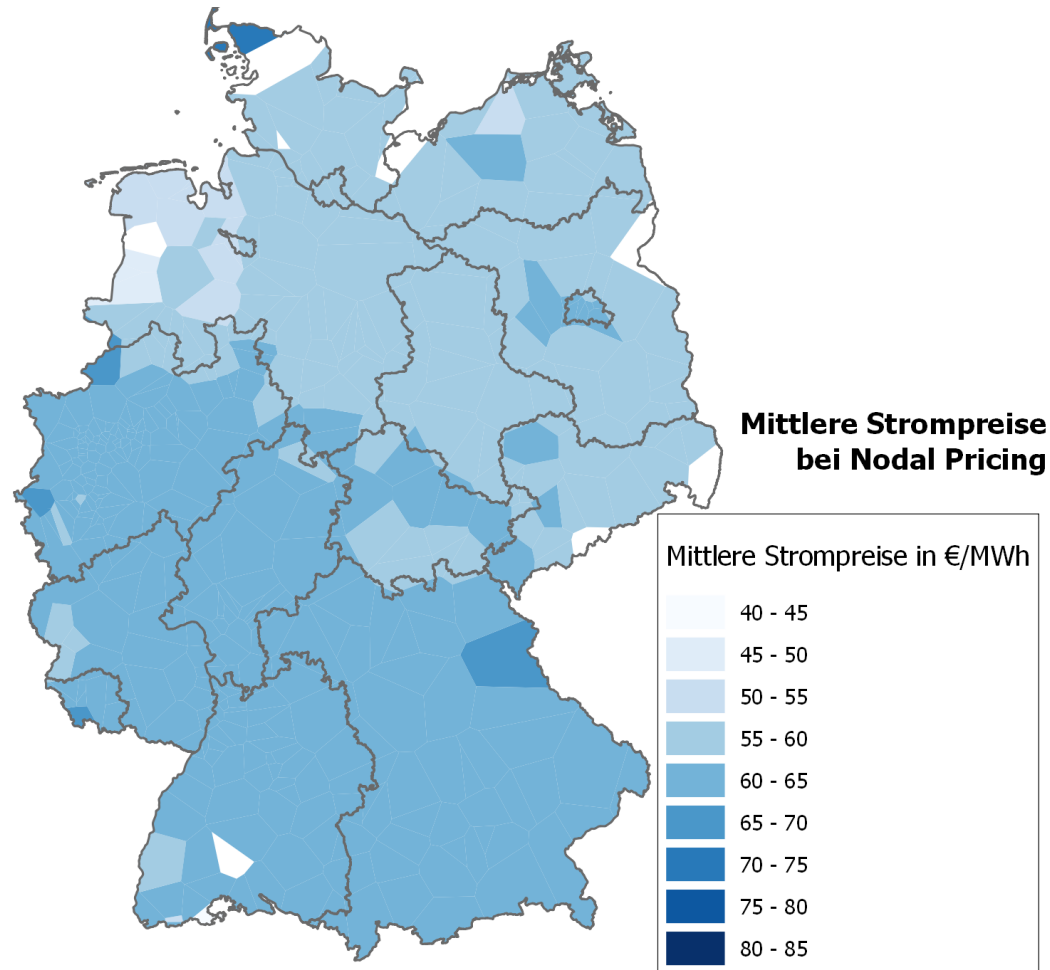 Mittlere Strompreise
bei Nodal Pricing
Mittlere Strompreise in €/MWh
40 - 45
45 - 50
50 - 55
55 - 60
60 - 65
65 - 70
70 - 75
75 - 80
80 - 85